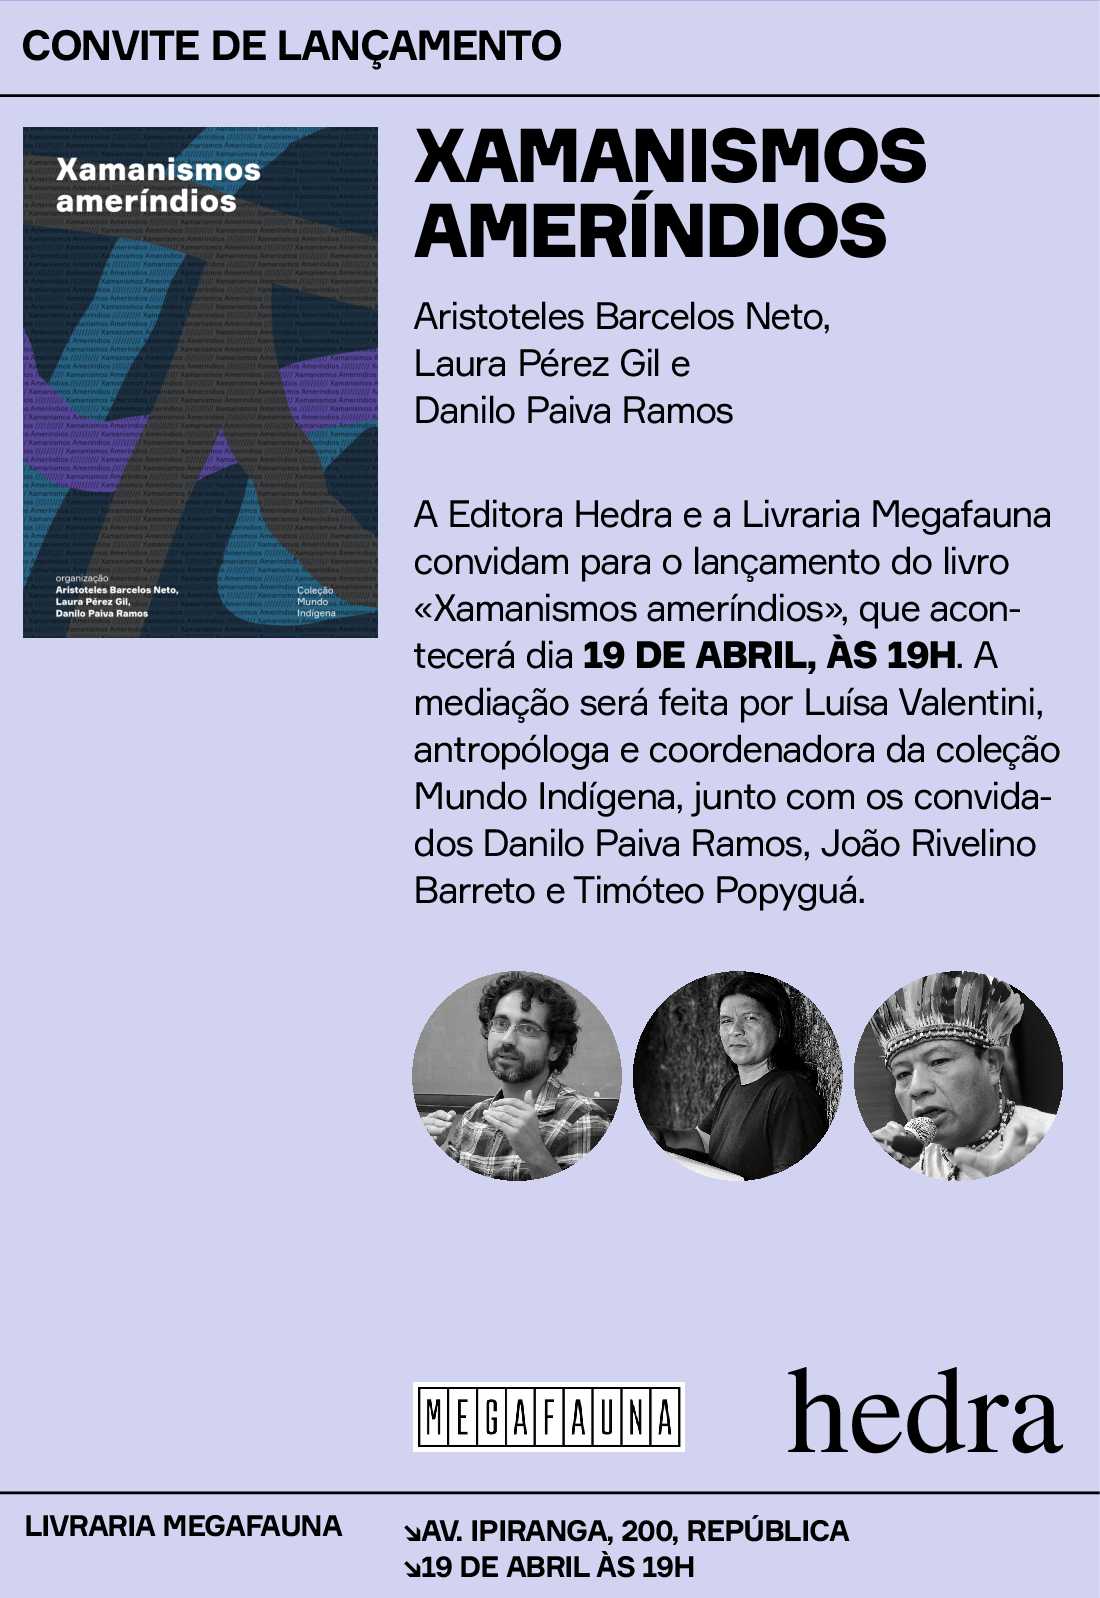 CONVITE DE LANÇAMENTO
Xamanismos
ameríndios
organização
Aristoteles Barcelos Neto,
Laura Pérez Gil,
Danilo Paiva Ramos
Coleção
Mundo
Indígena
XAMANISMOS
AMERÍNDIOS
Aristoteles Barcelos Neto,
Laura Pérez Gil e
Danilo Paiva Ramos
A Editora Hedra e a Livraria Megafauna
convidam para o lançamento do livro
«Xamanismos ameríndios», que acon-
tecerá dia 19 DE ABRIL, ÀS 19H. A
mediação será feita por Luísa Valentini,
antropóloga e coordenadora da coleção
Mundo Indígena, junto com os convida-
dos Danilo Paiva Ramos, João Rivelino
Barreto e Timóteo Popyguá.
MEGAFAUNA
hedra
LIVRARIA MEGAFAUNA
↘AV. IPIRANGA, 200, REPÚBLICA
↘19 DE ABRIL ÀS 19H